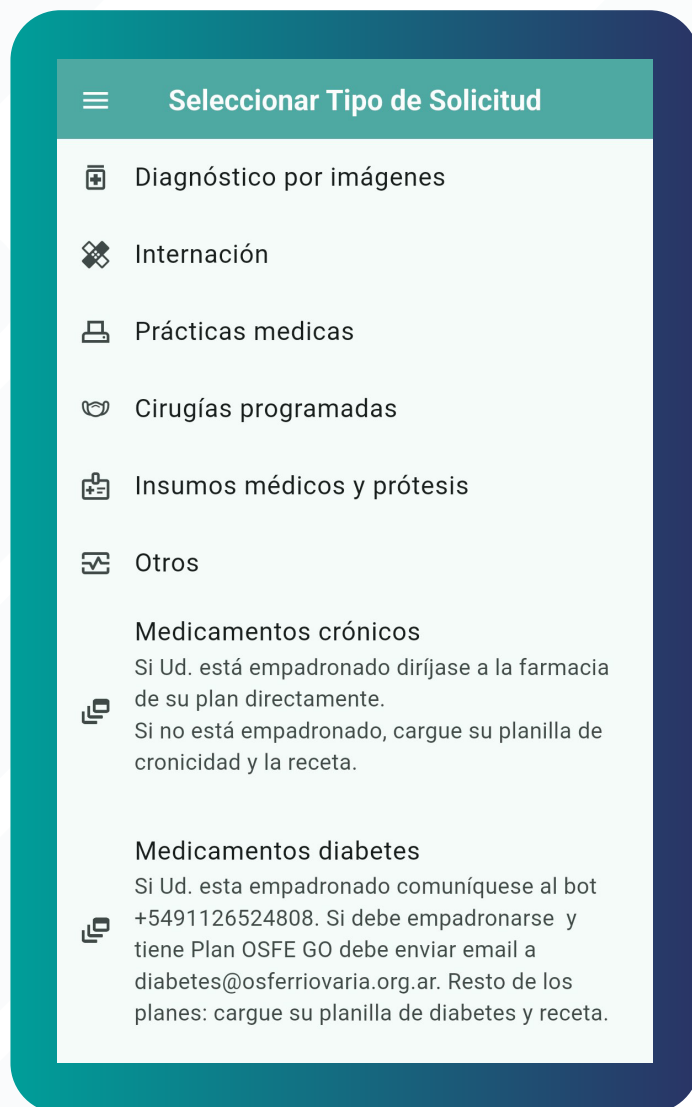 Seleccionar Tipo de Solicitud
Diagnóstico por imágenes
Internación
Prácticas medicas
Cirugías programadas
Insumos médicos y prótesis
Otros
Medicamentos crónicos
Si Ud. está empadronado diríjase a la farmacia
de su plan directamente.
Si no está empadronado, cargue su planilla de
cronicidad y la receta.
Medicamentos diabetes
Si Ud. esta empadronado comuníquese al bot
+5491126524808. Si debe empadronarse  y
tiene Plan OSFE GO debe enviar email a
diabetes@osferriovaria.org.ar. Resto de los
planes: cargue su planilla de diabetes y receta.